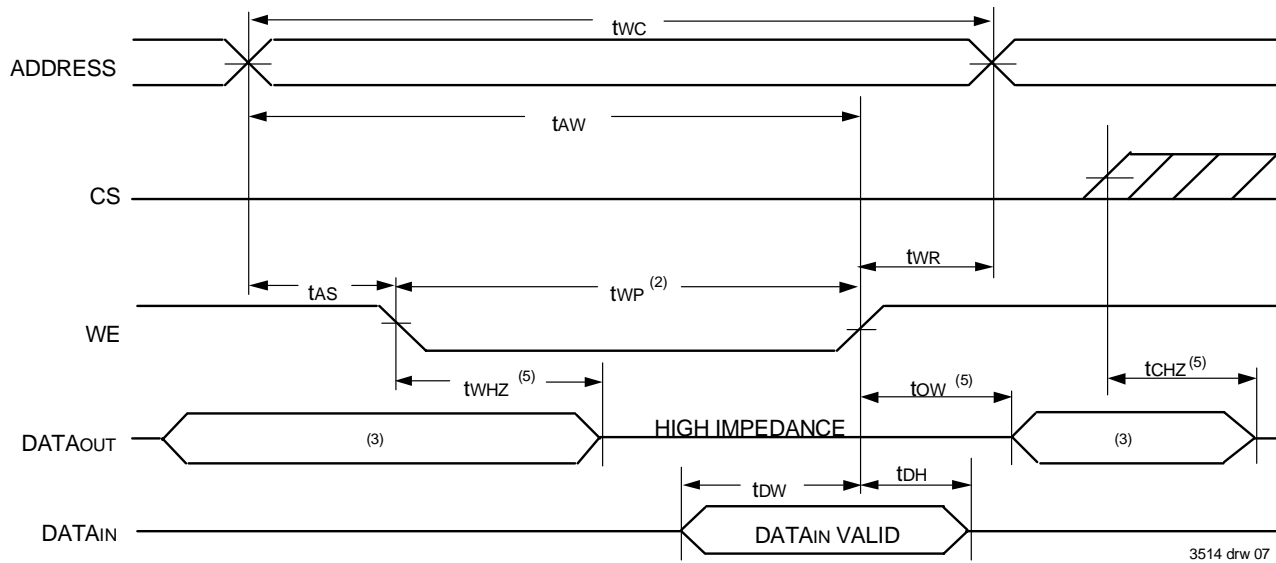 tWC
ADDRESS
tAW
CS
tWR
tAS
tWP (2)
WE
tWHZ (5)
tOW (5)
tCHZ (5)
DATAOUT
(3)
HIGH IMPEDANCE
(3)
tDW
tDH
DATAIN
DATAIN VALID
3514 drw 07